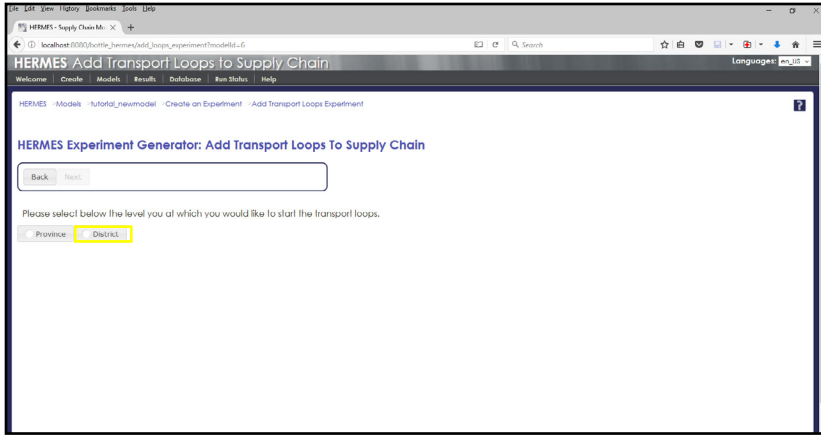 File Edit View History Bookmarks Tools Help
HERMES - Supply Chain Mo
localhost:8080/bottle_hermes/add_loops_experiment?modelId=6
Search
HERMES Add Transport Loops to Supply Chain
Languages: en_US
Welcome Create Models Results Database Run Status Help
HERMES >Models >tutorial_newmodel >Create an Experiment >Add Transport Loops Experiment
?
HERMES Experiment Generator: Add Transport Loops To Supply Chain
Back Next
Please select below the level you at which you would like to start the transport loops.
Province District